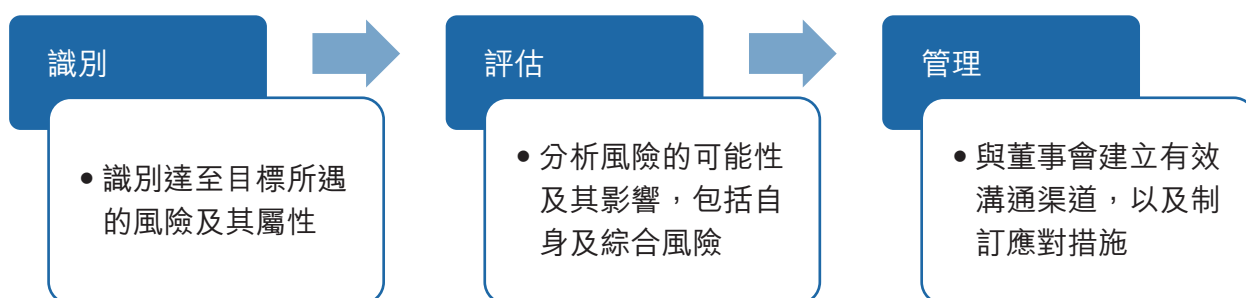 識別
• 識別達至目標所遇
的風險及其屬性
評估
• 分析風險的可能性
及其影響，包括自
身及綜合風險
管理
• 與董事會建立有效
溝通渠道，以及制
訂應對措施